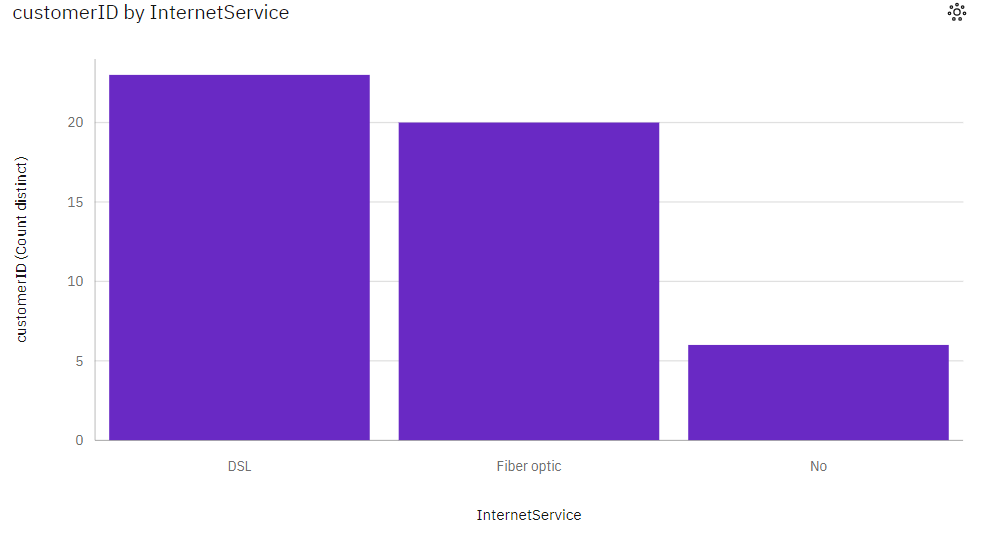 customerID by InternetService
customerID (Count distinct)
20
15
10
5
0
DSL
Fiber optic
No
InternetService